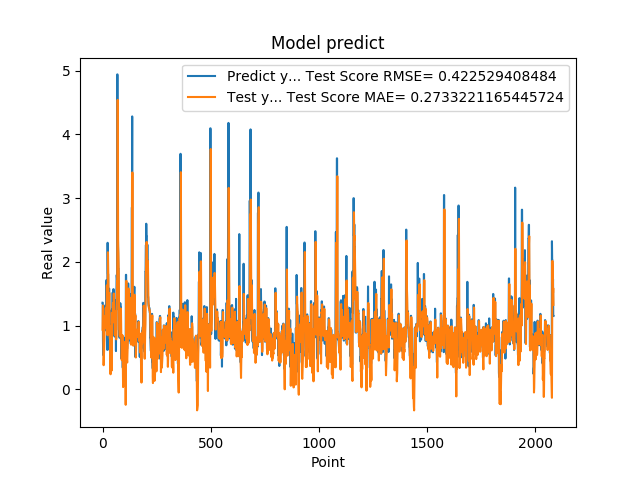 Model predict
Predict y... Test Score RMSE= 0.422529408484
Test y... Test Score MAE= 0.2733221165445724
5
4
3
2
1
0
Real value
0 500 1000 1500 2000
Point